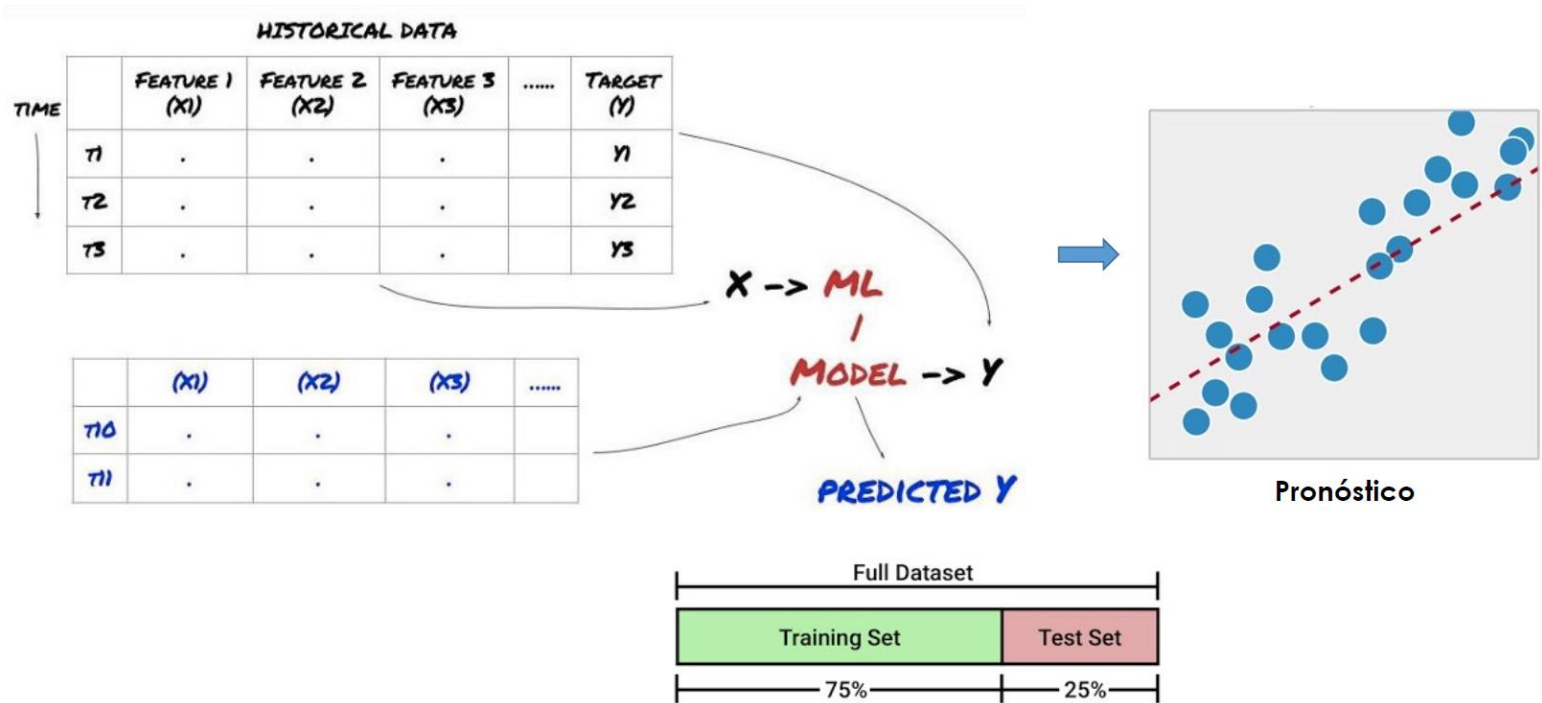 HISTORICAL DATA
TIME
FEATURE 1 FEATURE 2 FEATURE 3 ...... TARGET
(X1) (X2) (X3) (Y)
T1 . . . Y1
T2 . . . Y2
T3 . . . Y3
X -> ML
/
MODEL -> Y
(X1) (X2) (X3) ......
T10 . . .
T11 . . .
PREDICTED Y
Pronóstico
Full Dataset
Training Set Test Set
75% 25%